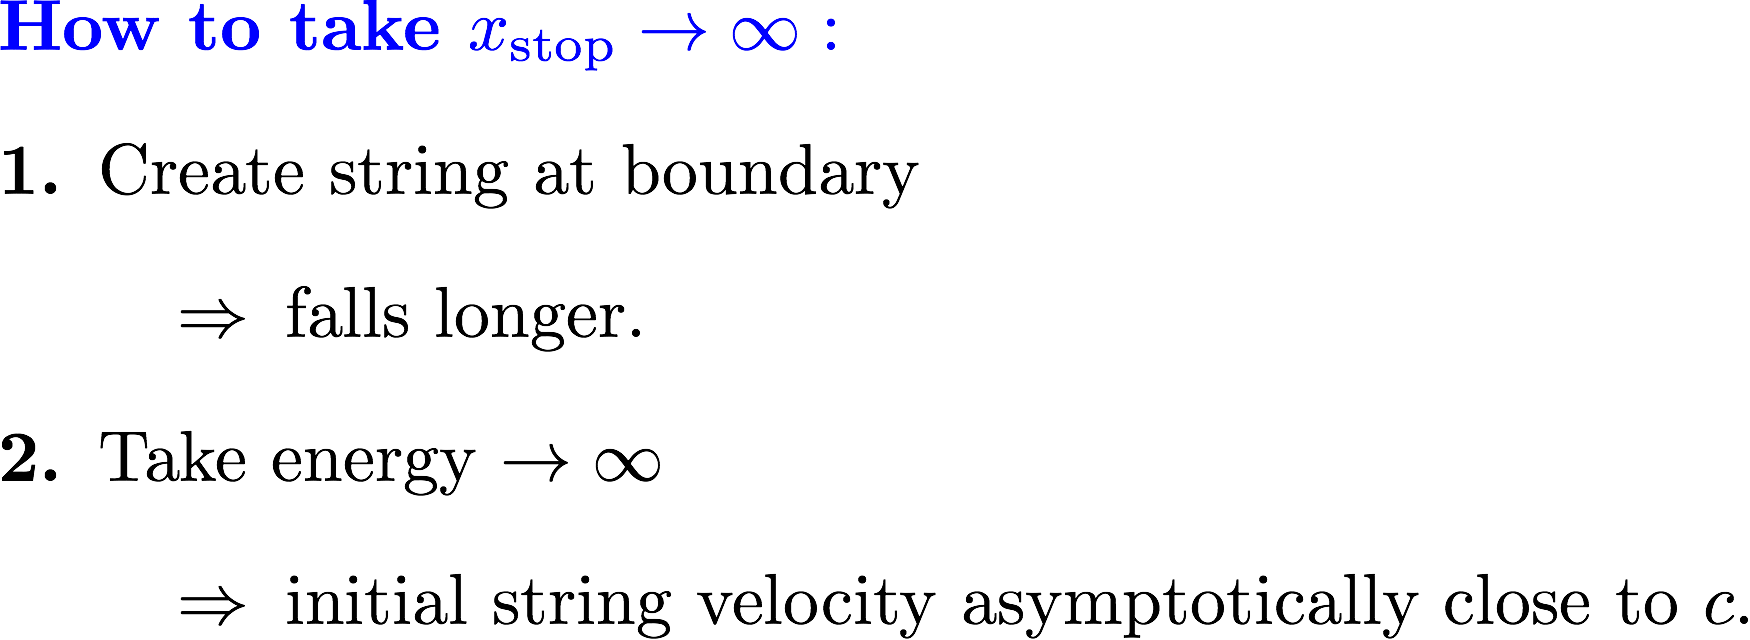 How to take x_stop → ∞ :
1. Create string at boundary
⇒ falls longer.
2. Take energy → ∞
⇒ initial string velocity asymptotically close to c.